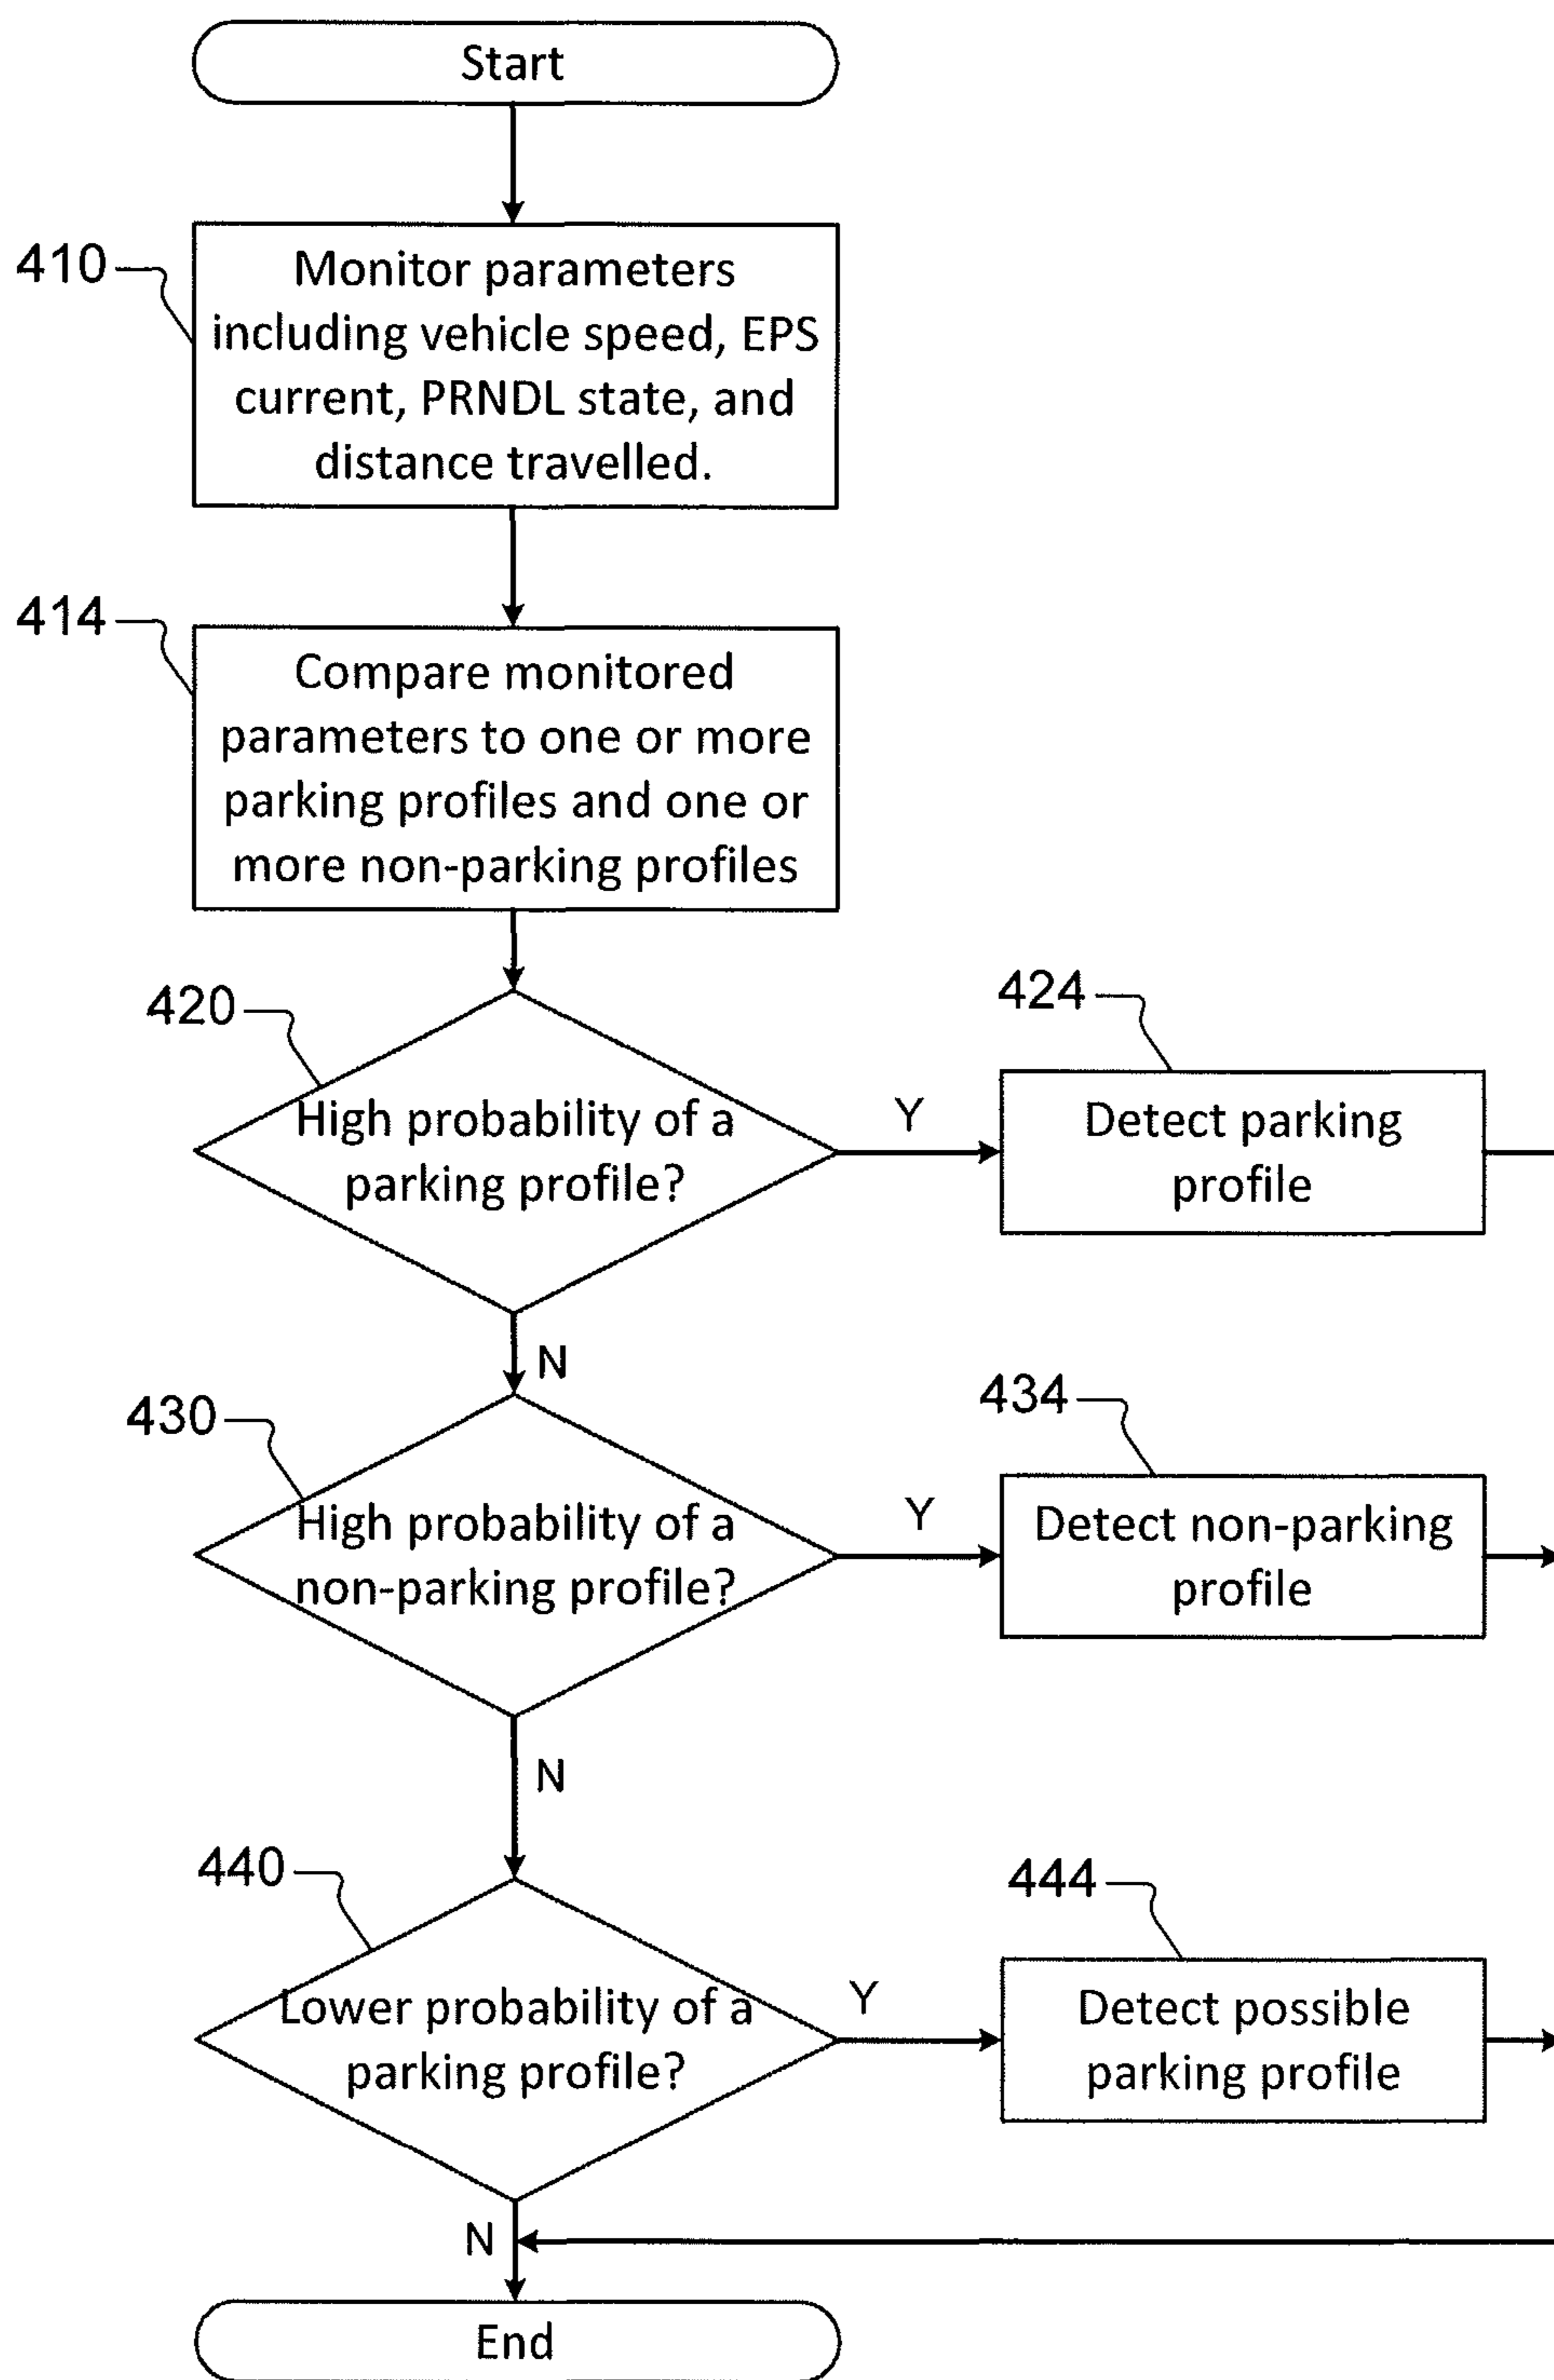 Start
410
Monitor parameters
including vehicle speed, EPS
current, PRNDL state, and
distance travelled.
414
Compare monitored
parameters to one or more
parking profiles and one or
more non-parking profiles
420
High probability of a
parking profile?
Y
424
Detect parking
profile
N
430
High probability of a
non-parking profile?
Y
434
Detect non-parking
profile
N
440
Lower probability of a
parking profile?
Y
444
Detect possible
parking profile
N
End